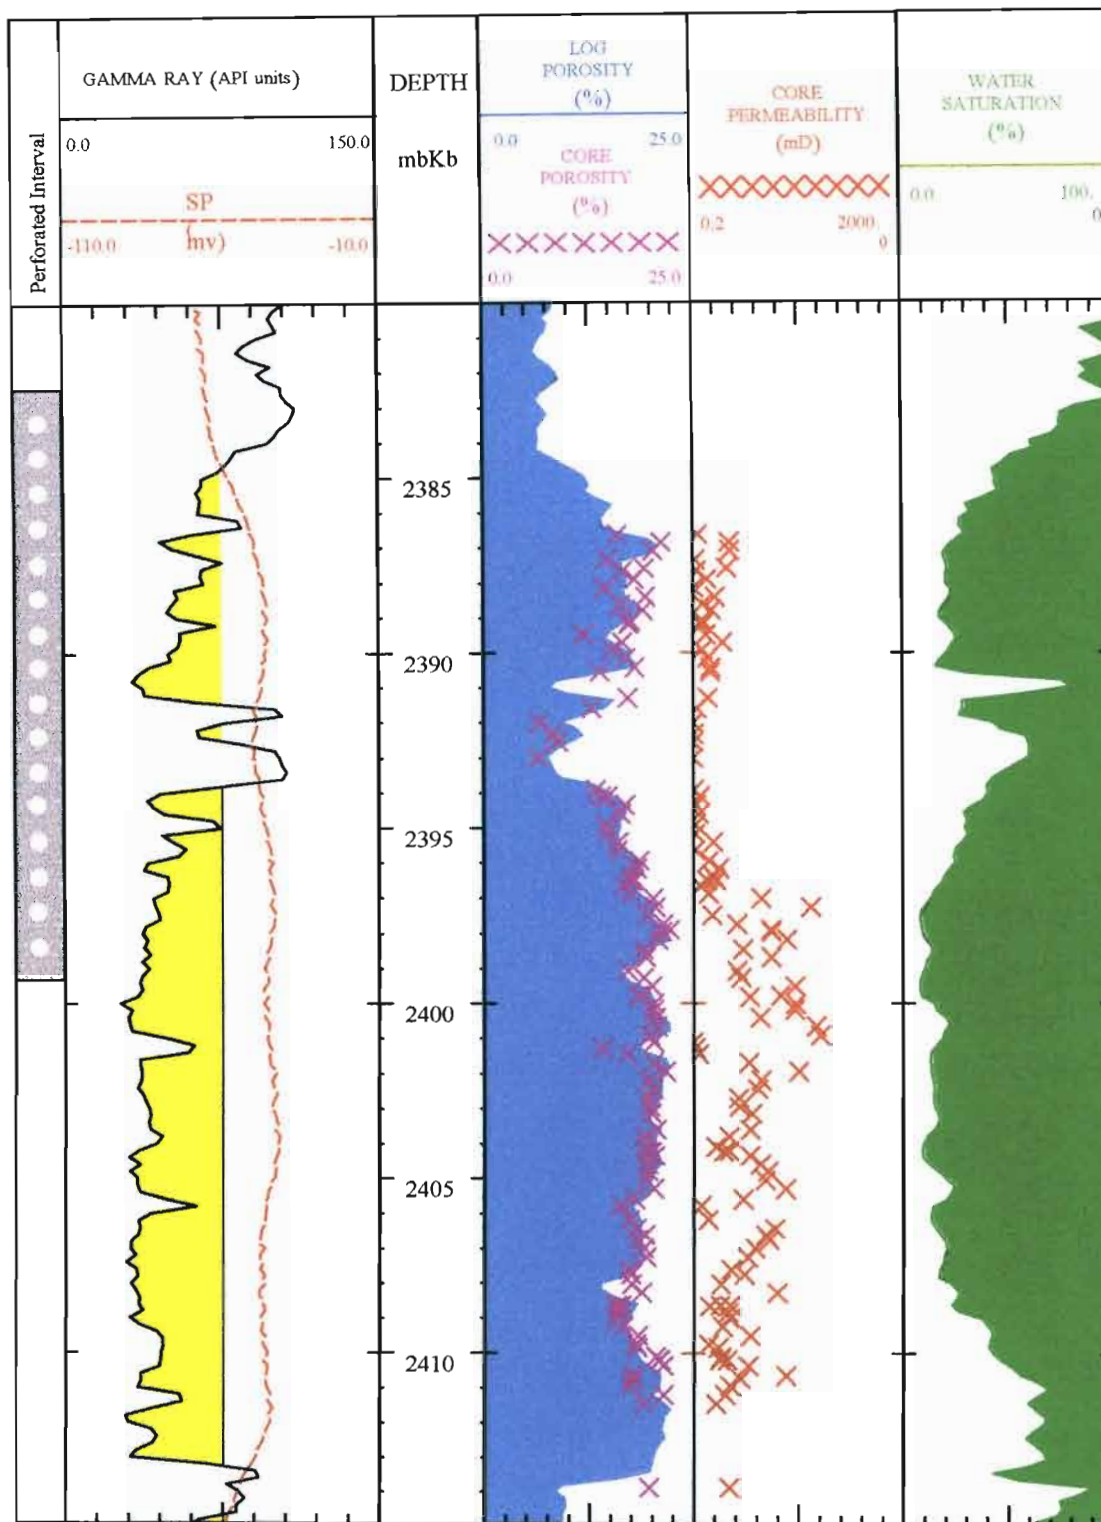 Perforated Interval
GAMMA RAY (API units)
0.0 150.0
SP
(mv)
-110.0 -10.0
DEPTH
mbKb
LOG
POROSITY
(%)
0.0 25.0
CORE
POROSITY
(%)
0.0 25.0
CORE
PERMEABILITY
(mD)
0.2 2000.
0
WATER
SATURATION
(%)
0.0 100.
0
2385
2390
2395
2400
2405
2410